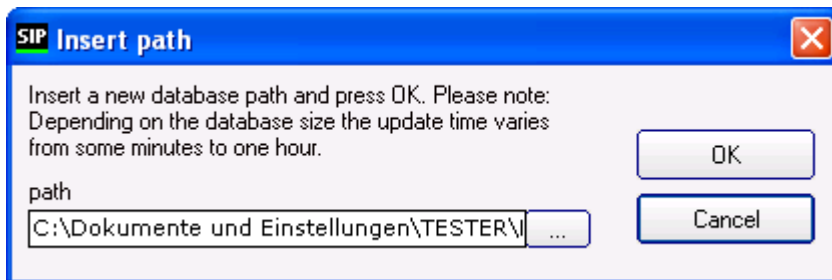 SIP Insert path
Insert a new database path and press OK. Please note:
Depending on the database size the update time varies
from some minutes to one hour.
OK
path
C:\Dokumente und Einstellungen\TESTER\
...
Cancel